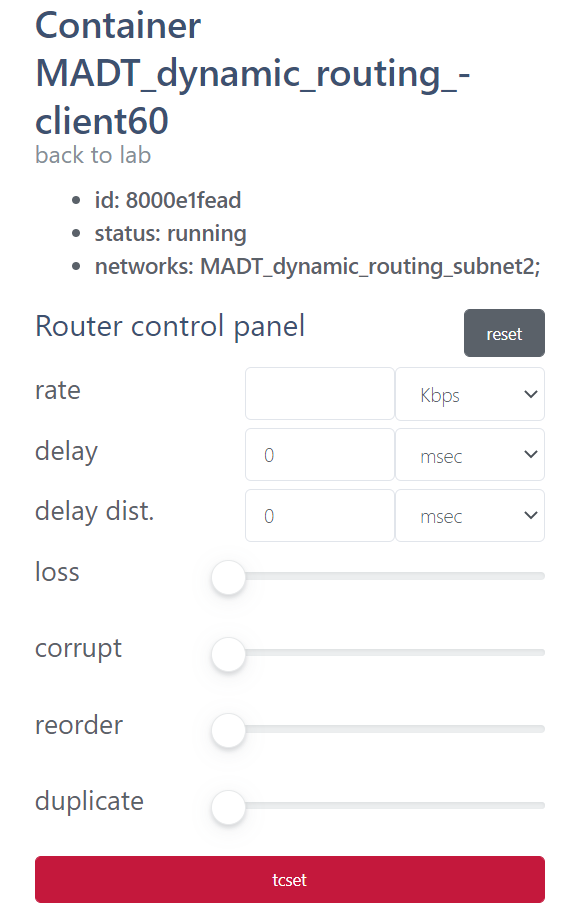 Container
MADT_dynamic_routing_-
client60
back to lab
id: 8000e1fead
status: running
networks: MADT_dynamic_routing_subnet2;
Router control panel
reset
rate
Kbps
delay
0
msec
delay dist.
0
msec
loss
corrupt
reorder
duplicate
tcset